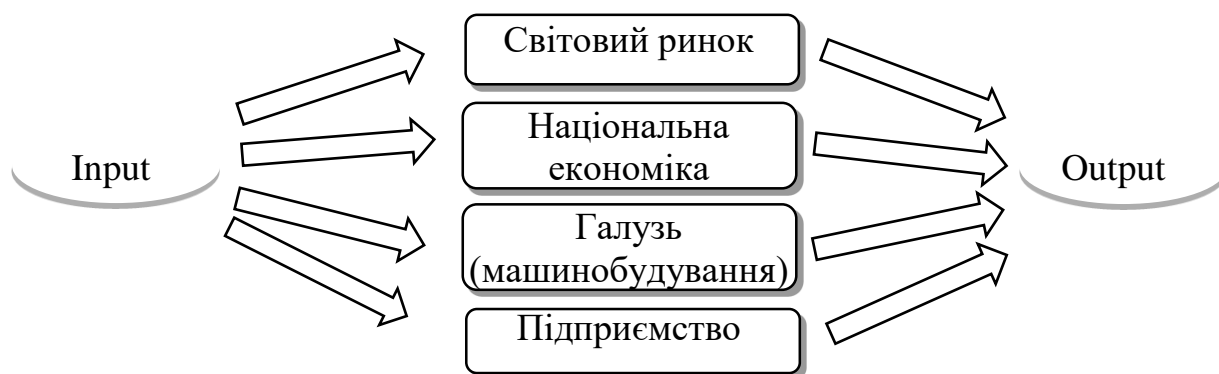 Світовий ринок
Національна
економіка
Input
Output
Галузь
(машинобудування)
Підприємство